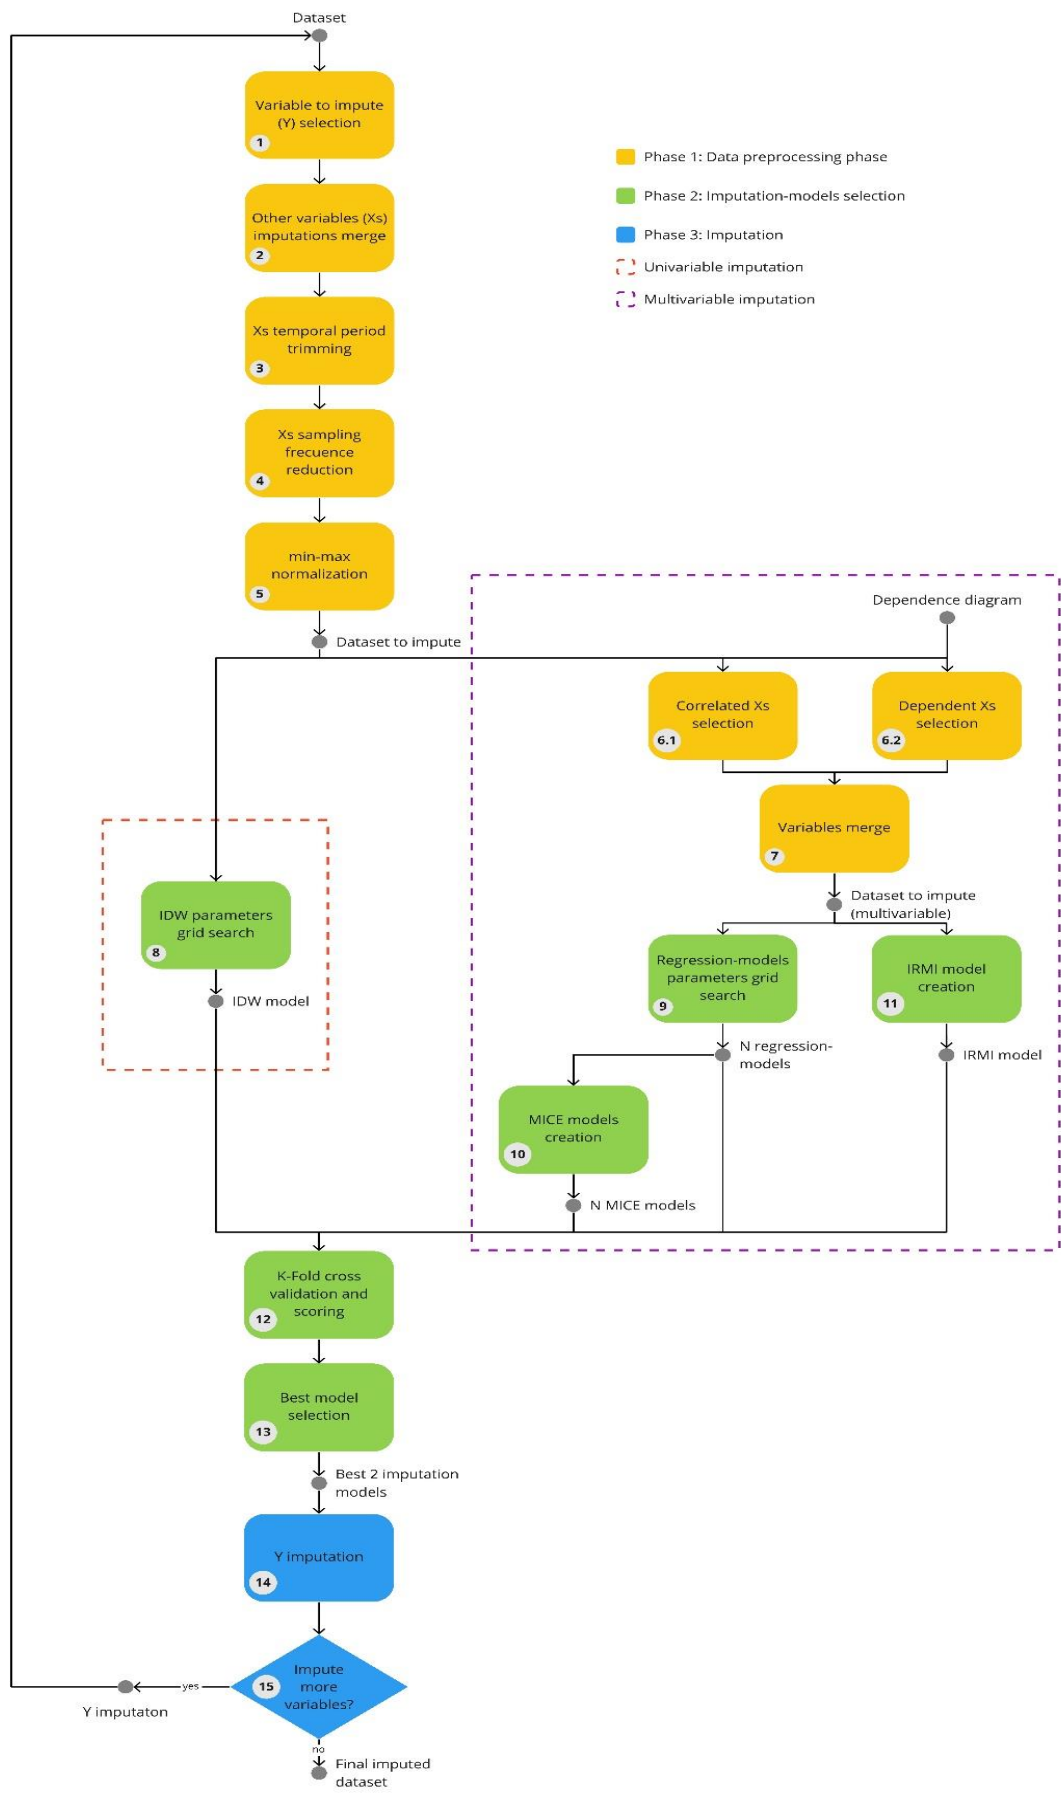 Dataset
Variable to impute
(Y) selection
1
Other variables (Xs)
imputations merge
2
Xs temporal period
trimming
3
Xs sampling
frecuence
reduction
4
min-max
normalization
5
Dataset to impute
Phase 1: Data preprocessing phase
Phase 2: Imputation-models selection
Phase 3: Imputation
Univariable imputation
Multivariable imputation
Dependence diagram
Correlated Xs
selection
6.1
Dependent Xs
selection
6.2
Variables merge
7
Dataset to impute
(multivariable)
IDW parameters
grid search
8
IDW model
Regression-models
parameters grid
search
9
IRMI model
creation
11
N regression-
models
IRMI model
MICE models
creation
10
N MICE models
K-Fold cross
validation and
scoring
12
Best model
selection
13
Best 2 imputation
models
Y imputation
14
Impute
more
variables?
15
yes
Y imputaton
no
Final imputed
dataset